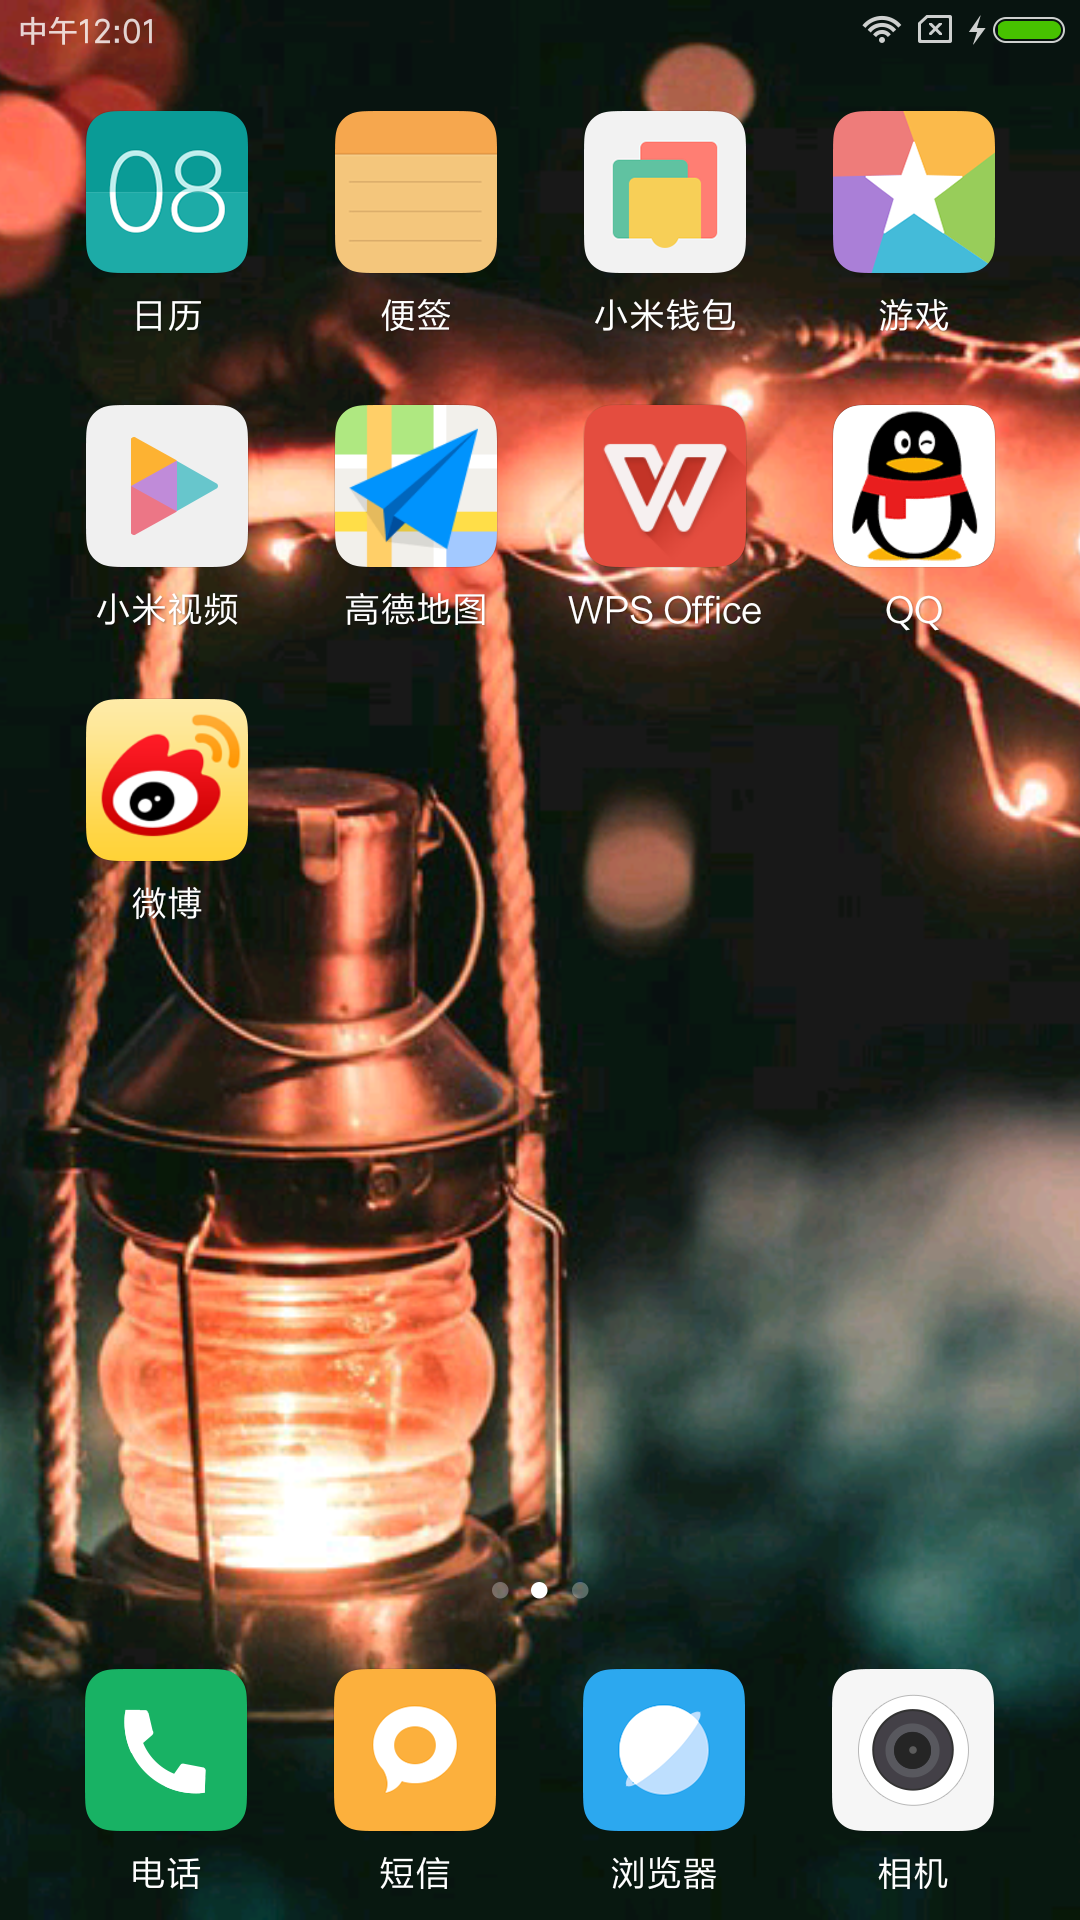 中午12:01
08
日历
便签
小米钱包
游戏
小米视频
高德地图
WPS Office
QQ
微博
电话
短信
浏览器
相机